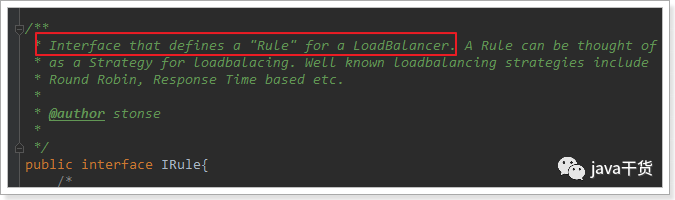 /**
* Interface that defines a "Rule" for a LoadBalancer. A Rule can be thought of
* as a Strategy for loadbalacing. Well known loadbalancing strategies include
* Round Robin, Response Time based etc.
*
* @author stonse
*
*/
public interface IRule{
/*
java干货